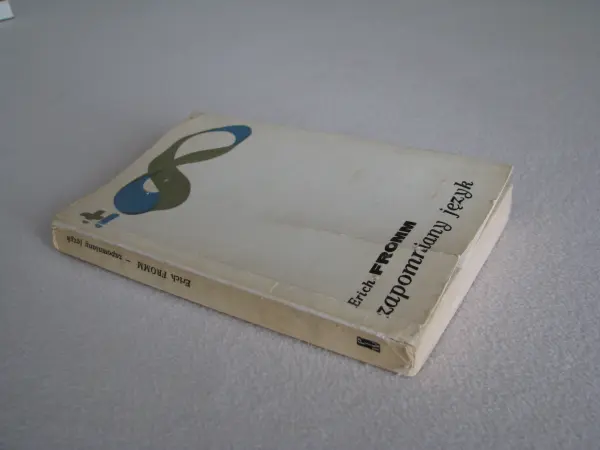 Erich FROMM
zapomniany język
Erich FROMM - zapomniany język